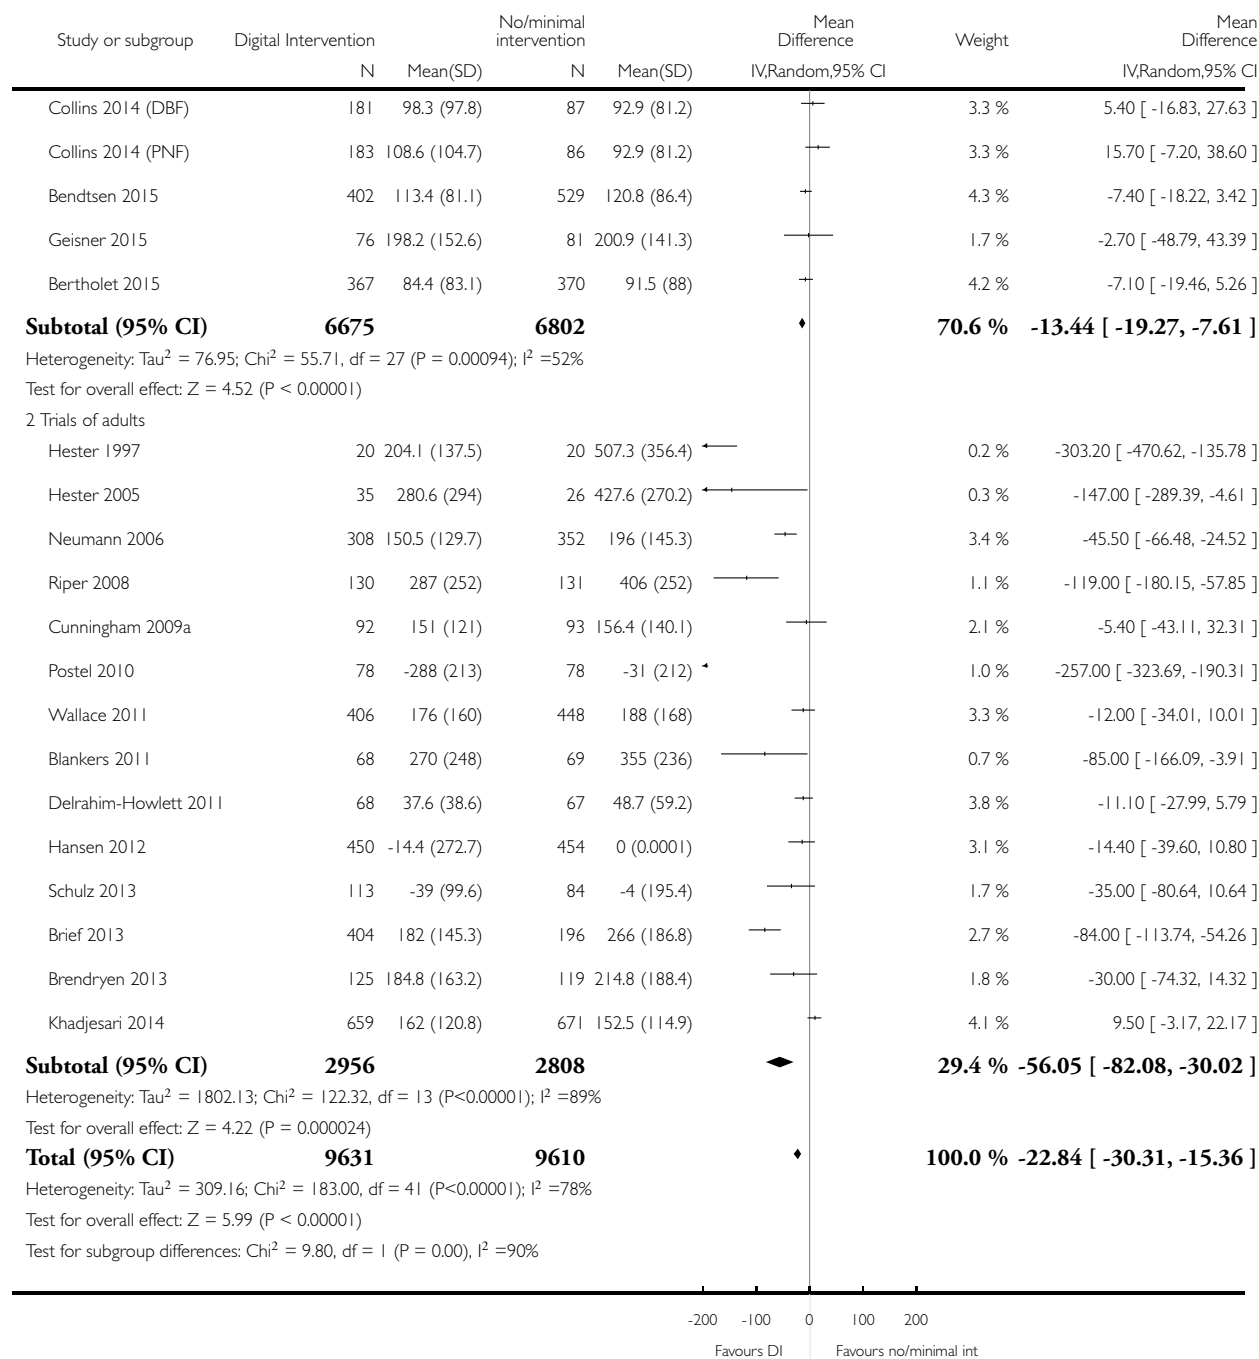 Study or subgroup Digital Intervention No/minimal intervention Mean Difference Weight Mean Difference
N Mean(SD) N Mean(SD) IV,Random,95% CI IV,Random,95% CI
Collins 2014 (DBF) 181 98.3 (97.8) 87 92.9 (81.2) 3.3 % 5.40 [ -16.83, 27.63 ]
Collins 2014 (PNF) 183 108.6 (104.7) 86 92.9 (81.2) 3.3 % 15.70 [ -7.20, 38.60 ]
Bendtsen 2015 402 113.4 (81.1) 529 120.8 (86.4) 4.3 % -7.40 [ -18.22, 3.42 ]
Geisner 2015 76 198.2 (152.6) 81 200.9 (141.3) 1.7 % -2.70 [ -48.79, 43.39 ]
Bertholet 2015 367 84.4 (83.1) 370 91.5 (88) 4.2 % -7.10 [ -19.46, 5.26 ]
Subtotal (95% CI) 6675 6802 70.6 % -13.44 [ -19.27, -7.61 ]
Heterogeneity: Tau² = 76.95; Chi² = 55.71, df = 27 (P = 0.00094); I² =52%
Test for overall effect: Z = 4.52 (P < 0.00001)
2 Trials of adults
Hester 1997 20 204.1 (137.5) 20 507.3 (356.4) 0.2 % -303.20 [ -470.62, -135.78 ]
Hester 2005 35 280.6 (294) 26 427.6 (270.2) 0.3 % -147.00 [ -289.39, -4.61 ]
Neumann 2006 308 150.5 (129.7) 352 196 (145.3) 3.4 % -45.50 [ -66.48, -24.52 ]
Riper 2008 130 287 (252) 131 406 (252) 1.1 % -119.00 [ -180.15, -57.85 ]
Cunningham 2009a 92 151 (121) 93 156.4 (140.1) 2.1 % -5.40 [ -43.11, 32.31 ]
Postel 2010 78 -288 (213) 78 -31 (212) 1.0 % -257.00 [ -323.69, -190.31 ]
Wallace 2011 406 176 (160) 448 188 (168) 3.3 % -12.00 [ -34.01, 10.01 ]
Blankers 2011 68 270 (248) 69 355 (236) 0.7 % -85.00 [ -166.09, -3.91 ]
Delrahim-Howlett 2011 68 37.6 (38.6) 67 48.7 (59.2) 3.8 % -11.10 [ -27.99, 5.79 ]
Hansen 2012 450 -14.4 (272.7) 454 0 (0.0001) 3.1 % -14.40 [ -39.60, 10.80 ]
Schulz 2013 113 -39 (99.6) 84 -4 (195.4) 1.7 % -35.00 [ -80.64, 10.64 ]
Brief 2013 404 182 (145.3) 196 266 (186.8) 2.7 % -84.00 [ -113.74, -54.26 ]
Brendryen 2013 125 184.8 (163.2) 119 214.8 (188.4) 1.8 % -30.00 [ -74.32, 14.32 ]
Khadjesari 2014 659 162 (120.8) 671 152.5 (114.9) 4.1 % 9.50 [ -3.17, 22.17 ]
Subtotal (95% CI) 2956 2808 29.4 % -56.05 [ -82.08, -30.02 ]
Heterogeneity: Tau² = 1802.13; Chi² = 122.32, df = 13 (P<0.00001); I² =89%
Test for overall effect: Z = 4.22 (P = 0.000024)
Total (95% CI) 9631 9610 100.0 % -22.84 [ -30.31, -15.36 ]
Heterogeneity: Tau² = 309.16; Chi² = 183.00, df = 41 (P<0.00001); I² =78%
Test for overall effect: Z = 5.99 (P < 0.00001)
Test for subgroup differences: Chi² = 9.80, df = 1 (P = 0.00), I² =90%
-200 -100 0 100 200
Favours DI Favours no/minimal int